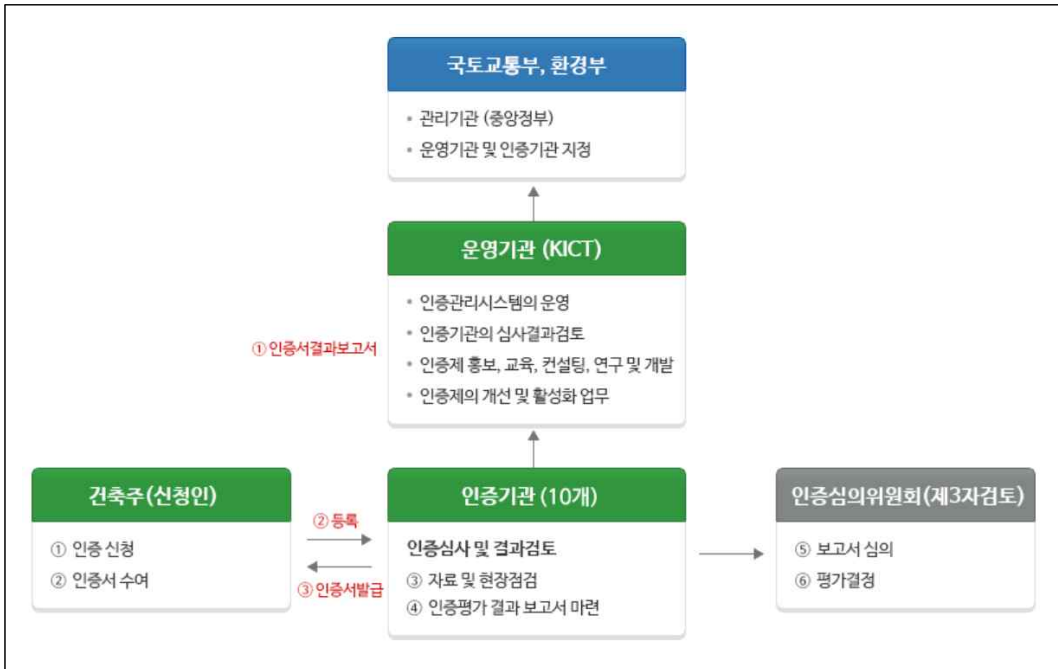 국토교통부, 환경부
• 관리기관 (중앙정부)
• 운영기관 및 인증기관 지정
운영기관 (KICT)
• 인증관리시스템의 운영
• 인증기관의 심사결과검토
• 인증제 홍보, 교육, 컨설팅, 연구 및 개발
• 인증제의 개선 및 활성화 업무
① 인증서결과보고서
건축주(신청인)
① 인증 신청
② 인증서 수여
② 등록
③ 인증서발급
인증기관 (10개)
인증심사 및 결과검토
③ 자료 및 현장점검
④ 인증평가 결과 보고서 마련
인증심의위원회(제3자검토)
⑤ 보고서 심의
⑥ 평가결정